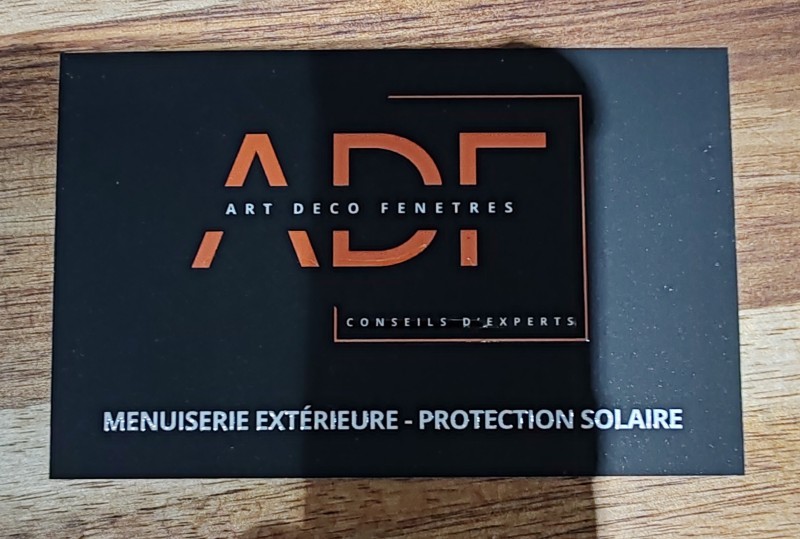 ADF
ART DECO FENETRES
CONSEILS D'EXPERTS
MENUISERIE EXTÉRIEURE - PROTECTION SOLAIRE